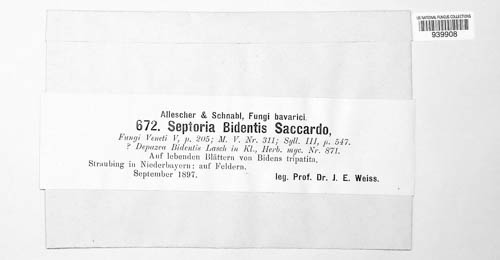 US NATIONAL FUNGUS COLLECTIONS
939908
Allescher & Schnabl, Fungi bavarici.
672. Septoria Bidentis Saccardo,
Fungi Veneti V, p. 205; M. V. Nr. 311; Syll. III, p. 547.
? Depazea Bidentis Lasch in Kl., Herb. myc. Nr. 871.
Auf lebenden Blättern von Bidens tripatita.
Straubing in Niederbayern: auf Feldern.
September 1897.
leg. Prof. Dr. J. E. Weiss.